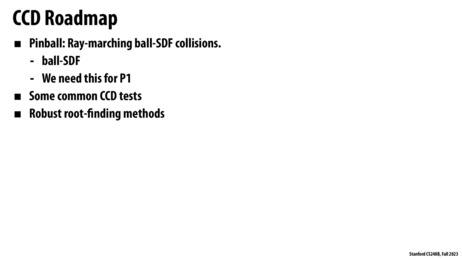 CCD Roadmap
■ Pinball: Ray-marching ball-SDF collisions.
- ball-SDF
- We need this for P1
■ Some common CCD tests
■ Robust root-finding methods
Stanford CS248B, Fall 2023